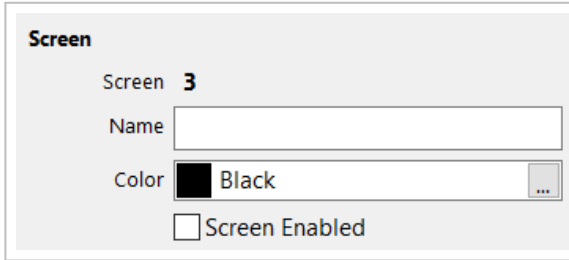 Screen
Screen 3
Name
Color Black ...
Screen Enabled